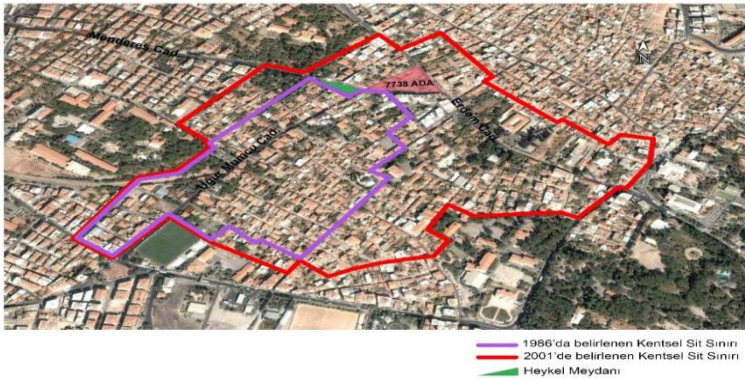 Menderes Cad.
N
7738 ADA
Erdem Cad.
Uğur Mumcu Cad.
1986'da belirlenen Kentsel Sit Sınırı
2001'de belirlenen Kentsel Sit Sınırı
Heykel Meydanı